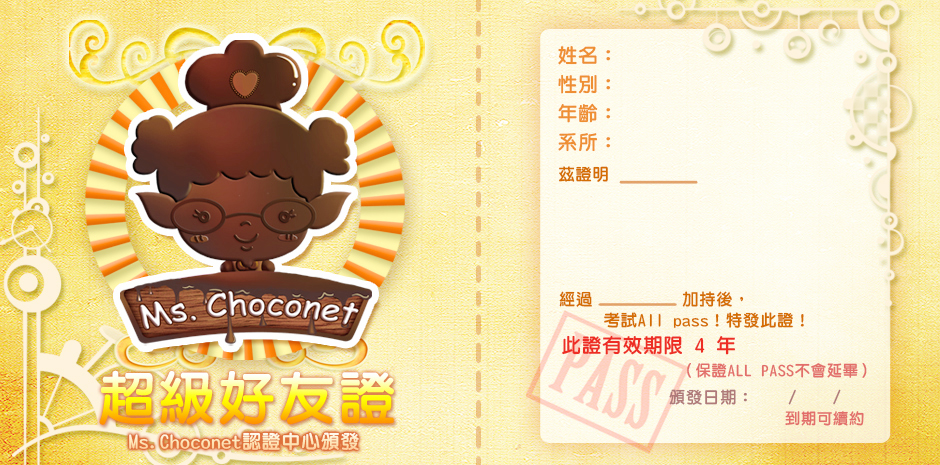 Ms. Choconet
超級好友證
Ms.Choconet認證中心頒發
姓名：
性別：
年齡：
系所：
茲證明 ________
經過 ________ 加持後，
考試All pass！特發此證！
此證有效期限 4 年
（保證ALL PASS不會延畢）
PASS
頒發日期： / /
到期可續約